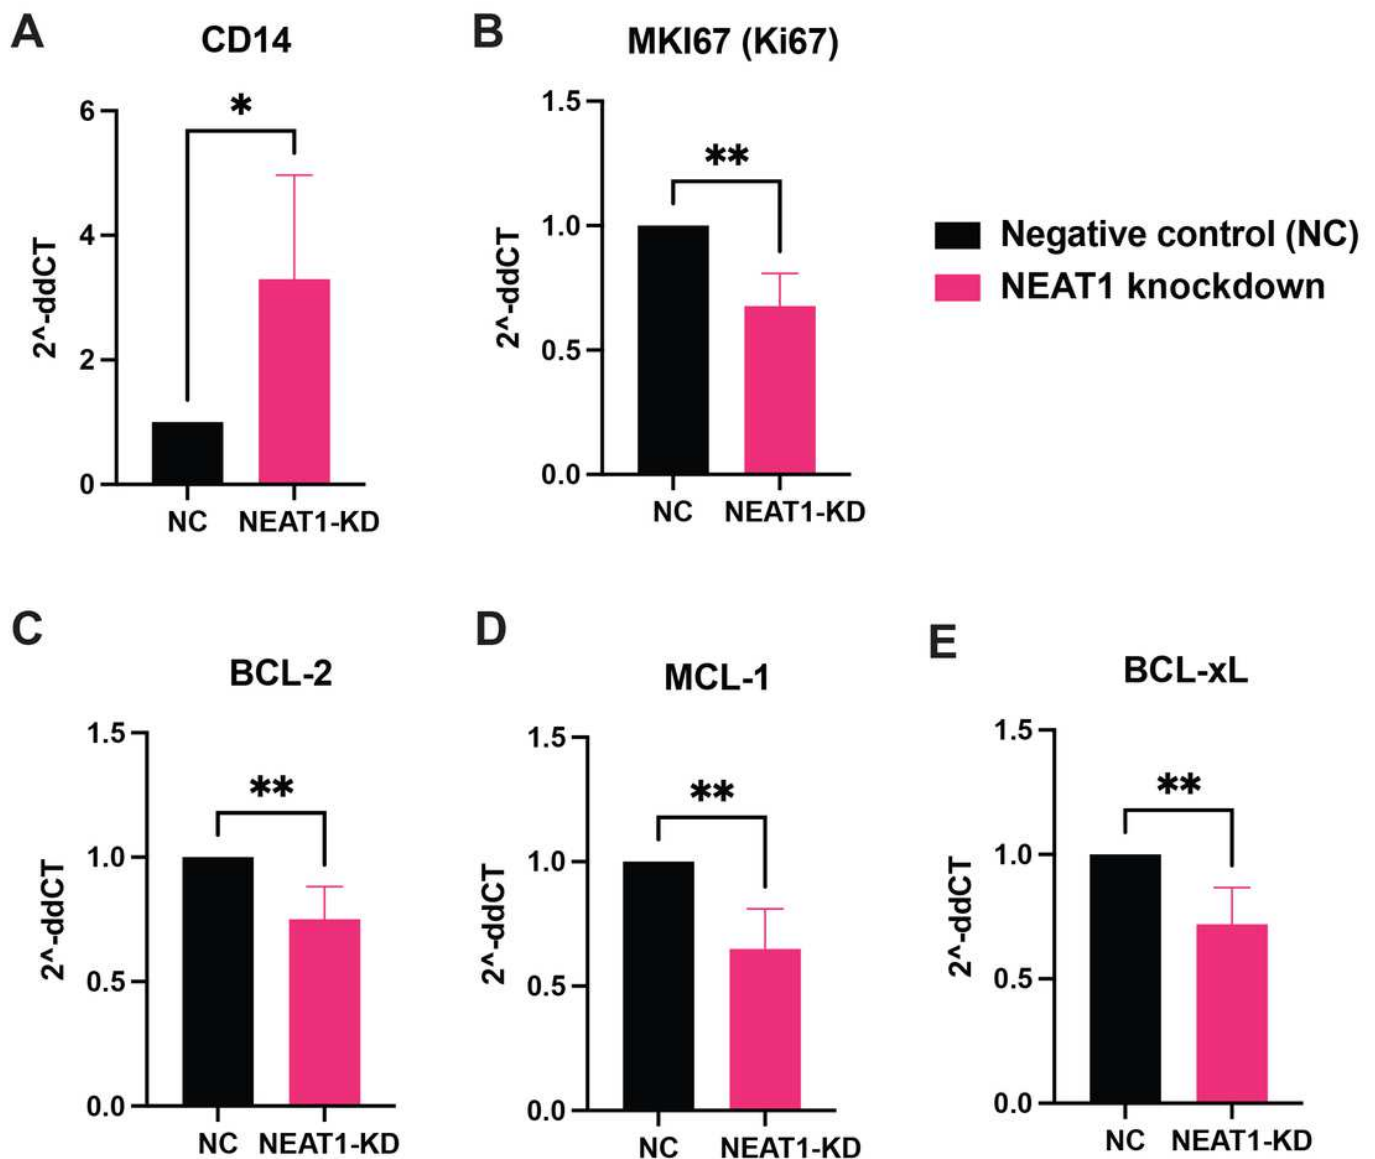 A
CD14
6
4
2
0
2^-ddCT
*
NC NEAT1-KD
B
MKI67 (Ki67)
1.5
1.0
0.5
0.0
2^-ddCT
**
NC NEAT1-KD
Negative control (NC)
NEAT1 knockdown
C
BCL-2
1.5
1.0
0.5
0.0
2^-ddCT
**
NC NEAT1-KD
D
MCL-1
1.5
1.0
0.5
0.0
2^-ddCT
**
NC NEAT1-KD
E
BCL-xL
1.5
1.0
0.5
0.0
2^-ddCT
**
NC NEAT1-KD